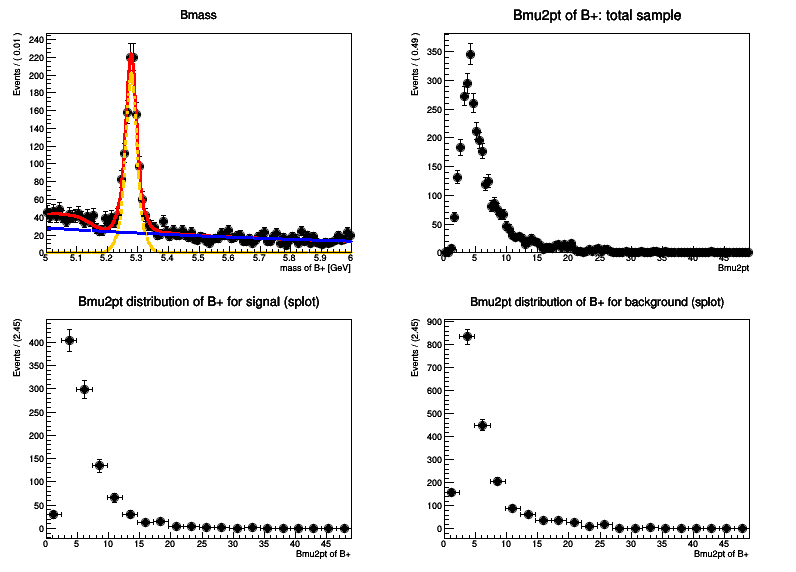 Bmass
Events / ( 0.01 )
240
220
200
180
160
140
120
100
80
60
40
20
0
5 5.1 5.2 5.3 5.4 5.5 5.6 5.7 5.8 5.9 6
mass of B+ [GeV]
Bmu2pt of B+: total sample
Events / ( 0.49 )
350
300
250
200
150
100
50
0
0 5 10 15 20 25 30 35 40 45
Bmu2pt
Bmu2pt distribution of B+ for signal (splot)
Events / (2.45)
400
350
300
250
200
150
100
50
0
0 5 10 15 20 25 30 35 40 45
Bmu2pt of B+
Bmu2pt distribution of B+ for background (splot)
Events / (2.45)
900
800
700
600
500
400
300
200
100
0
0 5 10 15 20 25 30 35 40 45
Bmu2pt of B+